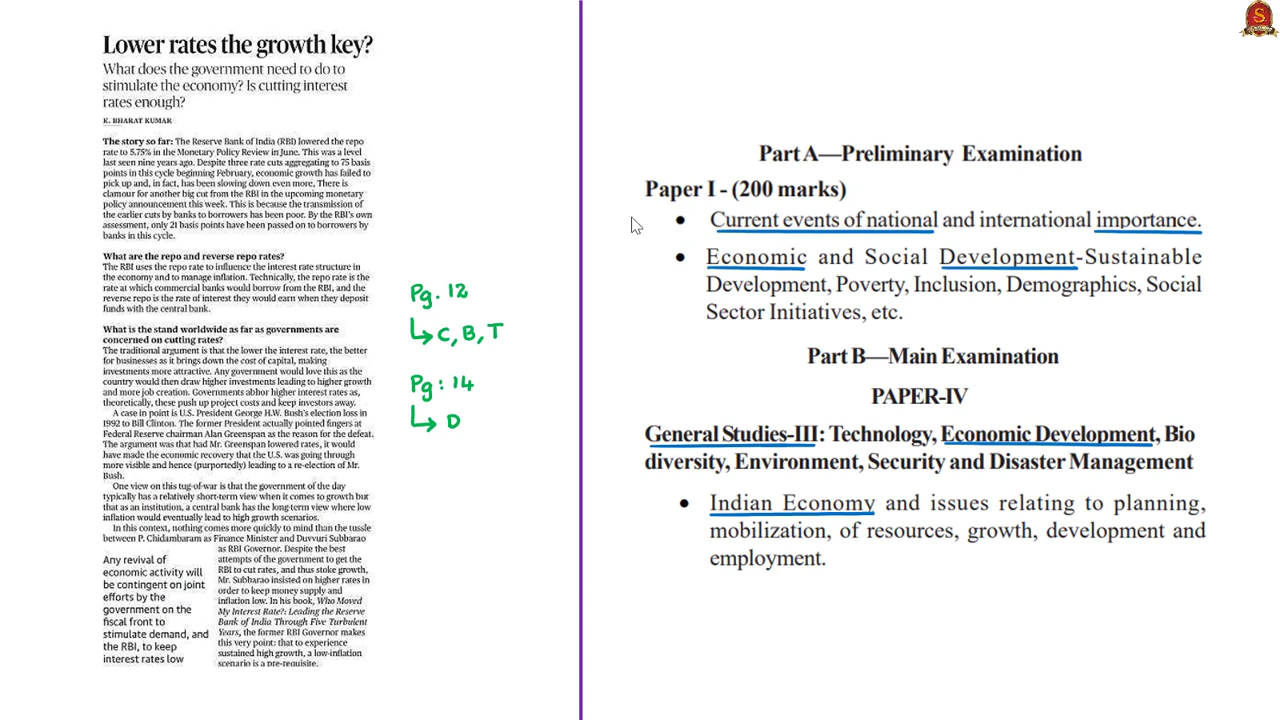 Lower rates the growth key?
What does the government need to do to
stimulate the economy? Is cutting interest
rates enough?
K. BHARAT KUMAR
The story so far: The Reserve Bank of India (RBI) lowered the repo
rate to 5.75% in the Monetary Policy Review in June. This was a level
last seen nine years ago. Despite three rate cuts aggregating to 75 basis
points in this cycle beginning February, economic growth has failed to
pick up and, in fact, has been slowing down even more. There is
clamour for another big cut from the RBI in the upcoming monetary
policy announcement this week. This is because the transmission of
the earlier cuts by banks to borrowers has been poor. By the RBI's own
assessment, only 21 basis points have been passed on to borrowers by
banks in this cycle.
What are the repo and reverse repo rates?
The RBI uses the repo rate to influence the interest rate structure in
the economy and to manage inflation. Technically, the repo rate is the
rate at which commercial banks would borrow from the RBI, and the
reverse repo is the rate of interest they would earn when they deposit
funds with the central bank.
What is the stand worldwide as far as governments are
concerned on cutting rates?
The traditional argument is that the lower the interest rate, the better
for businesses as it brings down the cost of capital, making
investments more attractive. Any government would love this as the
country would then draw higher investments leading to higher growth
and more job creation. Governments abhor higher interest rates as,
theoretically, these push up project costs and keep investors away.
A case in point is U.S. President George H.W. Bush's election loss in
1992 to Bill Clinton. The former President actually pointed fingers at
Federal Reserve chairman Alan Greenspan as the reason for the defeat.
The argument was that had Mr. Greenspan lowered rates, it would
have made the economic recovery that the U.S. was going through
more visible and hence (purportedly) leading to a re-election of Mr.
Bush.
One view on this tug-of-war is that the government of the day
typically has a relatively short-term view when it comes to growth but
that as an institution, a central bank has the long-term view where low
inflation would eventually lead to high growth scenarios.
In this context, nothing comes more quickly to mind than the tussle
between P. Chidambaram as Finance Minister and Duvvuri Subbarao
as RBI Governor. Despite the best
attempts of the government to get the
RBI to cut rates, and thus stoke growth,
Mr. Subbarao insisted on higher rates in
order to keep money supply and
inflation low. In his book, Who Moved
My Interest Rate?: Leading the Reserve
Bank of India Through Five Turbulent
Years, the former RBI Governor makes
this very point: that to experience
sustained high growth, a low-inflation
scenario is a pre-requisite.
Any revival of
economic activity will
be contingent on joint
efforts by the
government on the
fiscal front to
stimulate demand, and
the RBI, to keep
interest rates low
Pg. 12
↳ C, B, T
Pg : 14
↳ D
Part A—Preliminary Examination
Paper I - (200 marks)
• Current events of national and international importance.
• Economic and Social Development-Sustainable
Development, Poverty, Inclusion, Demographics, Social
Sector Initiatives, etc.
Part B—Main Examination
PAPER-IV
General Studies-III: Technology, Economic Development, Bio
diversity, Environment, Security and Disaster Management
• Indian Economy and issues relating to planning,
mobilization, of resources, growth, development and
employment.
S